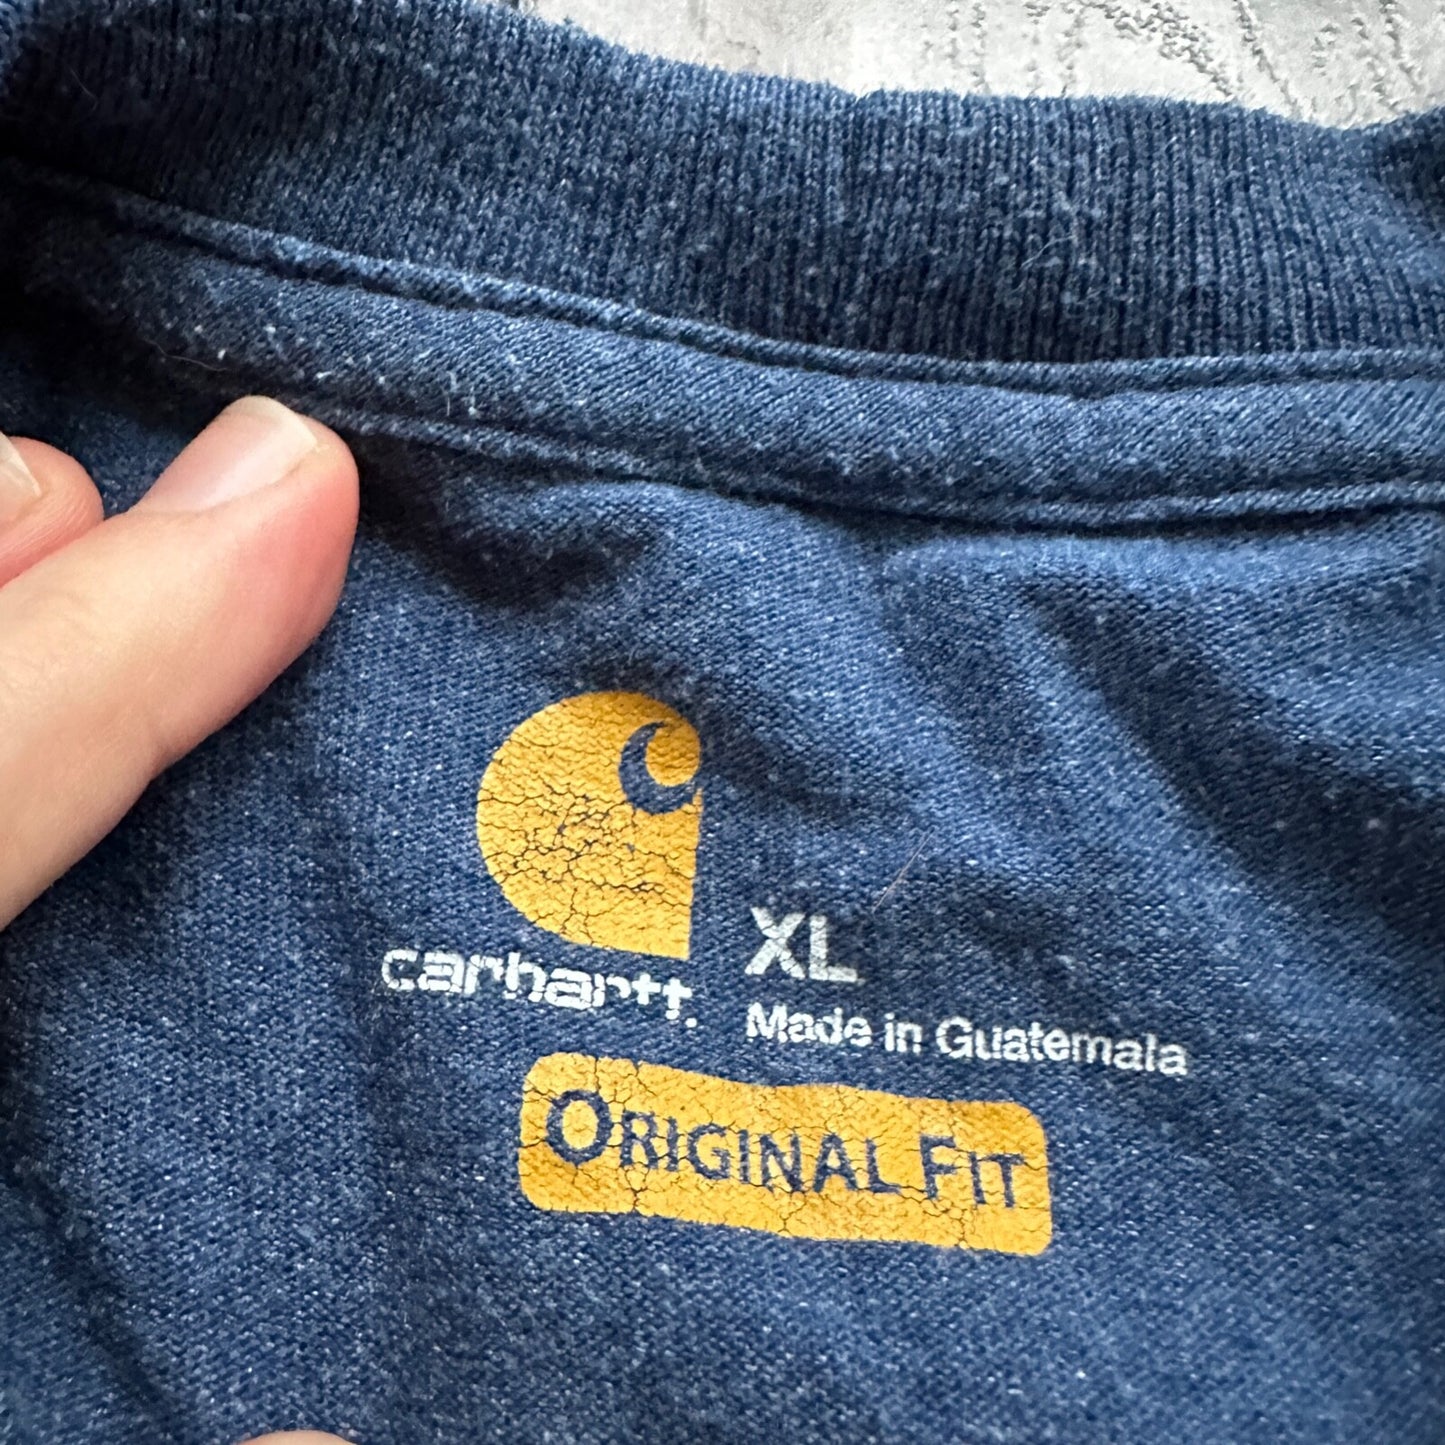 carhartt.
XL
Made in Guatemala
ORIGINAL FIT